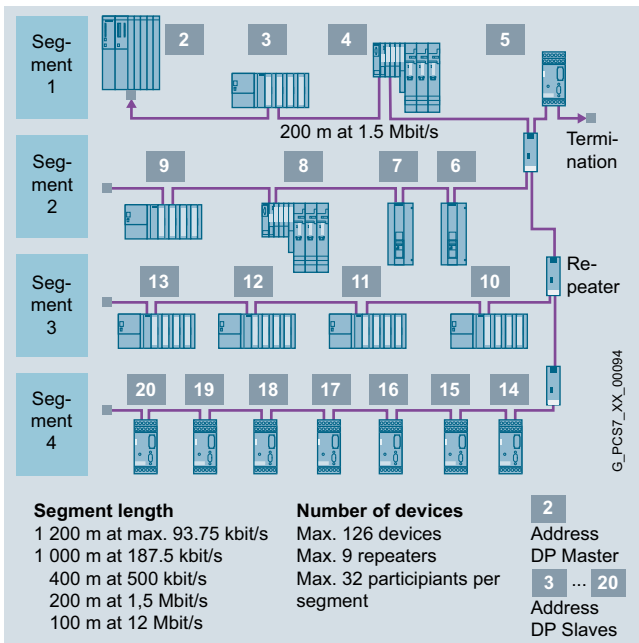 Seg-
ment
1
2
3
4
5
200 m at 1.5 Mbit/s
Termi-
nation
Seg-
ment
2
9
8
7
6
Seg-
ment
3
13
12
11
10
Re-
peater
Seg-
ment
4
20
19
18
17
16
15
14
G_PCS7_XX_00094
Segment length
1 200 m at max. 93.75 kbit/s
1 000 m at 187.5 kbit/s
400 m at 500 kbit/s
200 m at 1,5 Mbit/s
100 m at 12 Mbit/s
Number of devices
Max. 126 devices
Max. 9 repeaters
Max. 32 participiants per
segment
2
Address
DP Master
3 ... 20
Address
DP Slaves